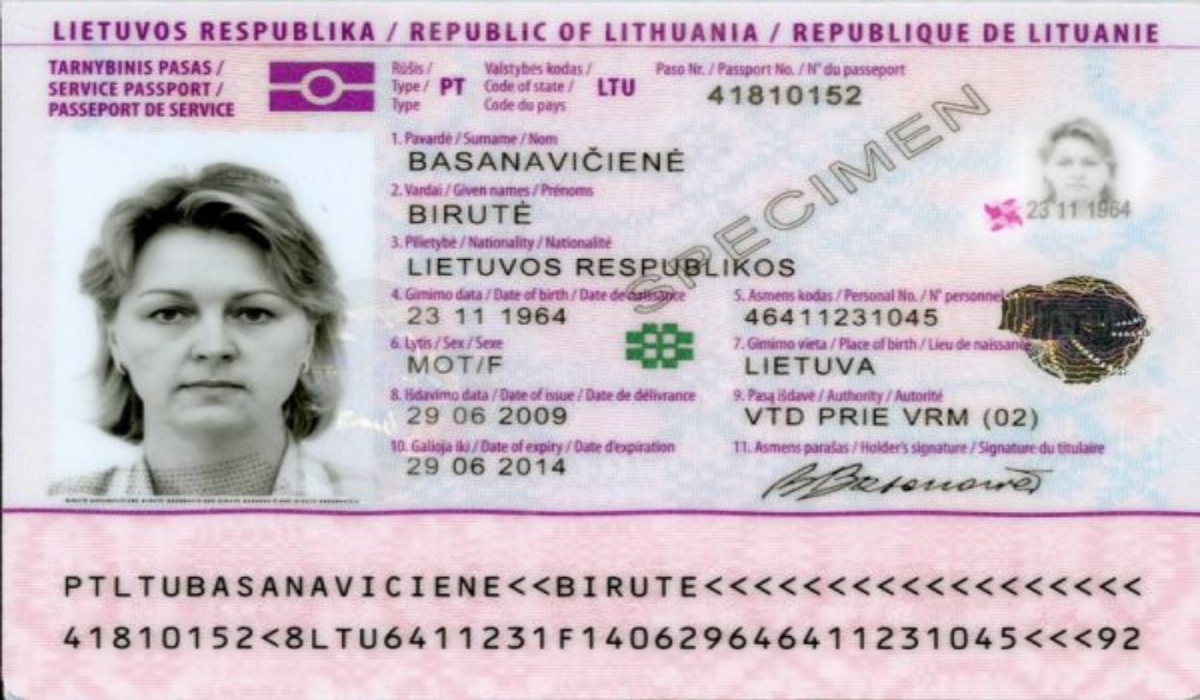 LIETUVOS RESPUBLIKA / REPUBLIC OF LITHUANIA / REPUBLIQUE DE LITUANIE
TARNYBINIS PASAS /
SERVICE PASSPORT /
PASSEPORT DE SERVICE
Rūšis /
Type / PT
Type
Valstybės kodas /
Code of state / LTU
Code du pays
Paso Nr. / Passport No. / N° du passeport
41810152
1. Pavardė / Surname / Nom
BASANAVIČIENĖ
2. Vardai / Given names / Prénoms
BIRUTĖ
3. Pilietybė / Nationality / Nationalité
LIETUVOS RESPUBLIKOS
SPECIMEN
23 11 1964
4. Gimimo data / Date of birth / Date de naissance
23 11 1964
5. Asmens kodas / Personal No. / N° personnel
46411231045
6. Lytis / Sex / Sexe
MOT/F
7. Gimimo vieta / Place of birth / Lieu de naissance
LIETUVA
8. Išdavimo data / Date of issue / Date de délivrance
29 06 2009
9. Pasą išdavė / Authority / Autorité
VTD PRIE VRM (02)
10. Galioja iki / Date of expiry / Date d'expiration
29 06 2014
11. Asmens parašas / Holder's signature / Signature du titulaire
PTLTUBASANAVICIENE<<BIRUTE<<<<<<<<<<<<<<<<<<
41810152<8LTU6411231F140629646411231045<<<92